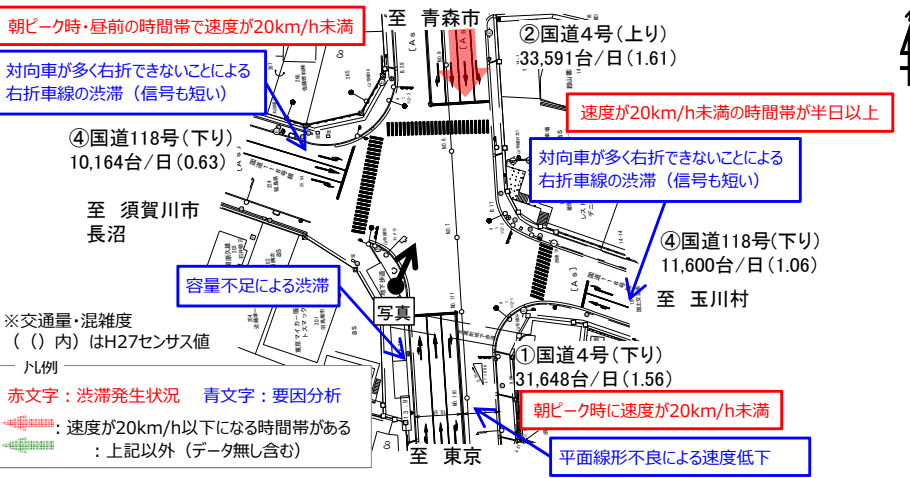 朝ピーク時・昼前の時間帯で速度が20km/h未満
至 青森市
②国道4号(上り)
33,591台/日(1.61)
対向車が多く右折できないことによる
右折車線の渋滞（信号も短い）
速度が20km/h未満の時間帯が半日以上
④国道118号(下り)
10,164台/日(0.63)
対向車が多く右折できないことによる
右折車線の渋滞（信号も短い）
至 須賀川市
長沼
④国道118号(下り)
11,600台/日(1.06)
容量不足による渋滞
至 玉川村
写真
※交通量・混雑度
（（）内）はH27センサス値
①国道4号(下り)
31,648台/日(1.56)
凡例
赤文字：渋滞発生状況 青文字：要因分析
朝ピーク時に速度が20km/h未満
：速度が20km/h以下になる時間帯がある
：上記以外（データ無し含む）
至 東京
平面線形不良による速度低下